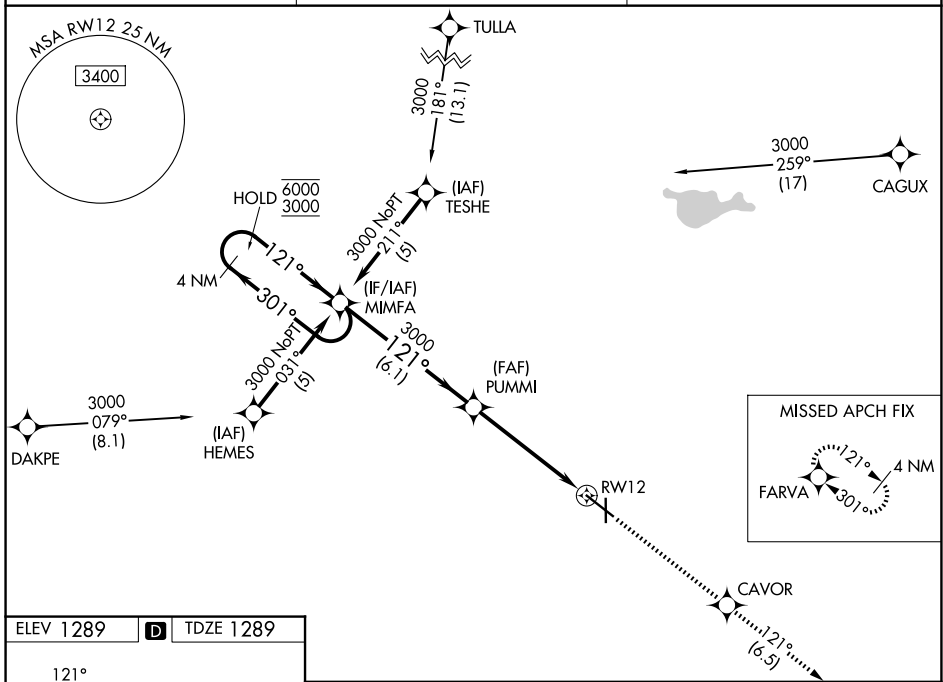 MSA RW12 25 NM
3400
TULLA
3000
181°
(13.1)
3000
259°
(17)
CAGUX
HOLD
6000
3000
(IAF)
TESHE
3000 NoPT
211°
(5)
121°
4 NM
301°
(IF/IAF)
MIMFA
3000
121°
(6.1)
3000 NoPT
031°
(5)
(FAF)
PUMMI
3000
079°
(8.1)
DAKPE
(IAF)
HEMES
MISSED APCH FIX
121°
4 NM
FARVA
301°
RW12
CAVOR
121°
(6.5)
ELEV 1289
D
TDZE 1289
121°